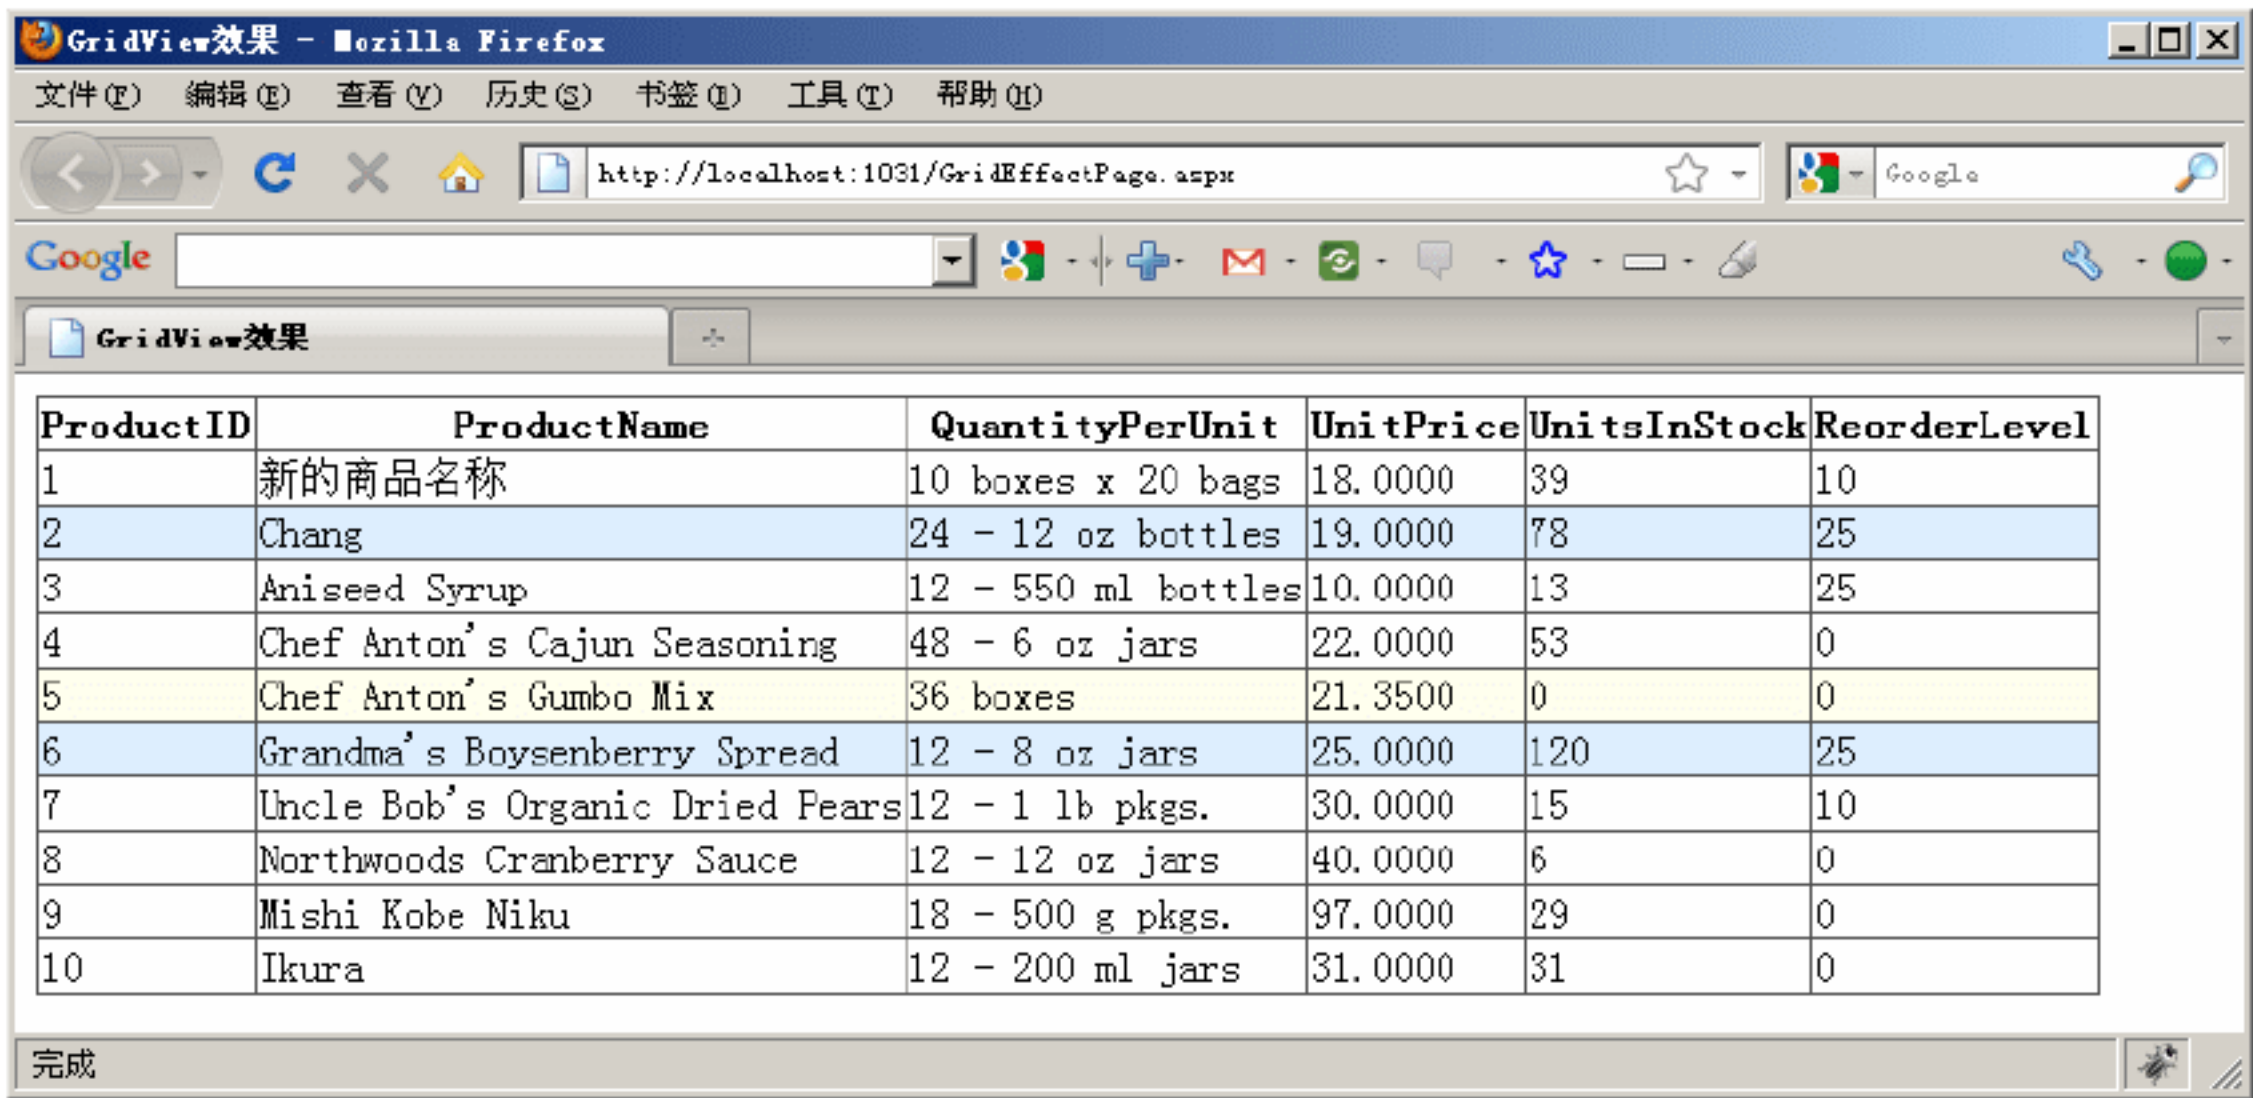 GridView效果 - Mozilla Firefox
文件(F) 编辑(E) 查看(V) 历史(S) 书签(B) 工具(T) 帮助(H)
http://localhost:1031/GridEffectPage.aspx Google
Google
GridView效果
ProductID ProductName QuantityPerUnit UnitPrice UnitsInStock ReorderLevel
1 新的商品名称 10 boxes x 20 bags 18.0000 39 10
2 Chang 24 - 12 oz bottles 19.0000 78 25
3 Aniseed Syrup 12 - 550 ml bottles 10.0000 13 25
4 Chef Anton's Cajun Seasoning 48 - 6 oz jars 22.0000 53 0
5 Chef Anton's Gumbo Mix 36 boxes 21.3500 0 0
6 Grandma's Boysenberry Spread 12 - 8 oz jars 25.0000 120 25
7 Uncle Bob's Organic Dried Pears 12 - 1 lb pkgs. 30.0000 15 10
8 Northwoods Cranberry Sauce 12 - 12 oz jars 40.0000 6 0
9 Mishi Kobe Niku 18 - 500 g pkgs. 97.0000 29 0
10 Ikura 12 - 200 ml jars 31.0000 31 0
完成